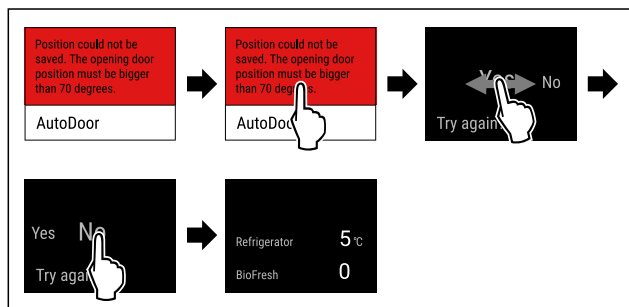 Position could not be
saved. The opening door
position must be bigger
than 70 degrees.
AutoDoor
Position could not be
saved. The opening door
position must be bigger
than 70 degrees.
AutoDoor
Yes No
Try again?
Yes No
Try again
Refrigerator 5 °C
BioFresh 0